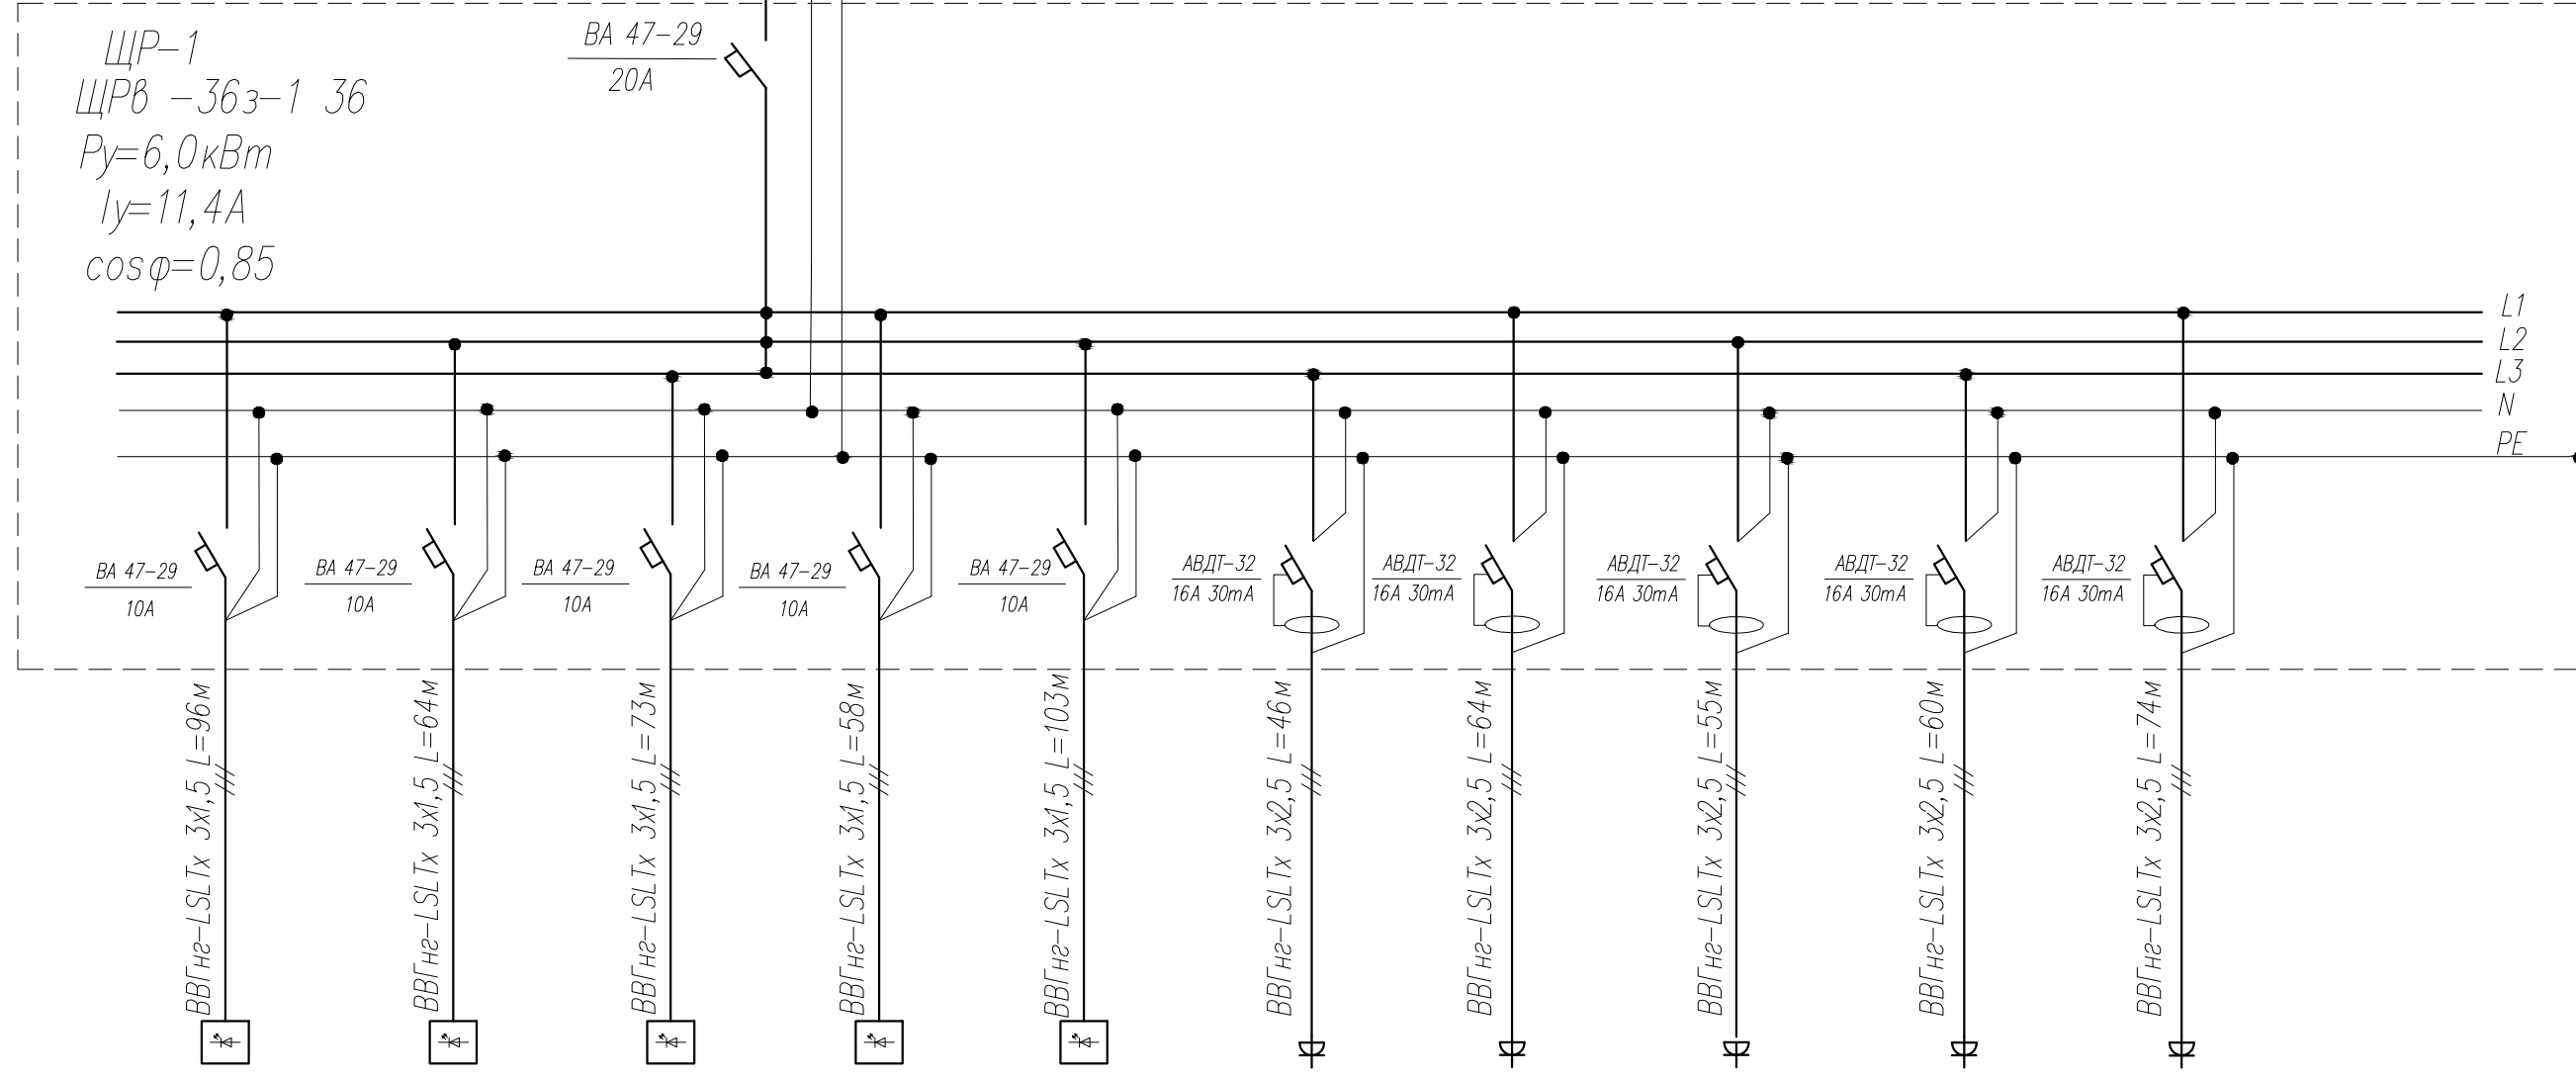 ЩР-1
ЩРв -36з-1 36
Ру=6,0кВт
Iу=11,4А
cosφ=0,85
ВА 47-29
20А
L1
L2
L3
N
PE
ВА 47-29
10А
ВА 47-29
10А
ВА 47-29
10А
ВА 47-29
10А
ВА 47-29
10А
АВДТ-32
16А 30mA
АВДТ-32
16А 30mA
АВДТ-32
16А 30mA
АВДТ-32
16А 30mA
АВДТ-32
16А 30mA
ВВГнг-LSLTx 3х1,5 L=96м
ВВГнг-LSLTx 3х1,5 L=64м
ВВГнг-LSLTx 3х1,5 L=73м
ВВГнг-LSLTx 3х1,5 L=58м
ВВГнг-LSLTx 3х1,5 L=103м
ВВГнг-LSLTx 3х2,5 L=46м
ВВГнг-LSLTx 3х2,5 L=64м
ВВГнг-LSLTx 3х2,5 L=55м
ВВГнг-LSLTx 3х2,5 L=60м
ВВГнг-LSLTx 3х2,5 L=74м